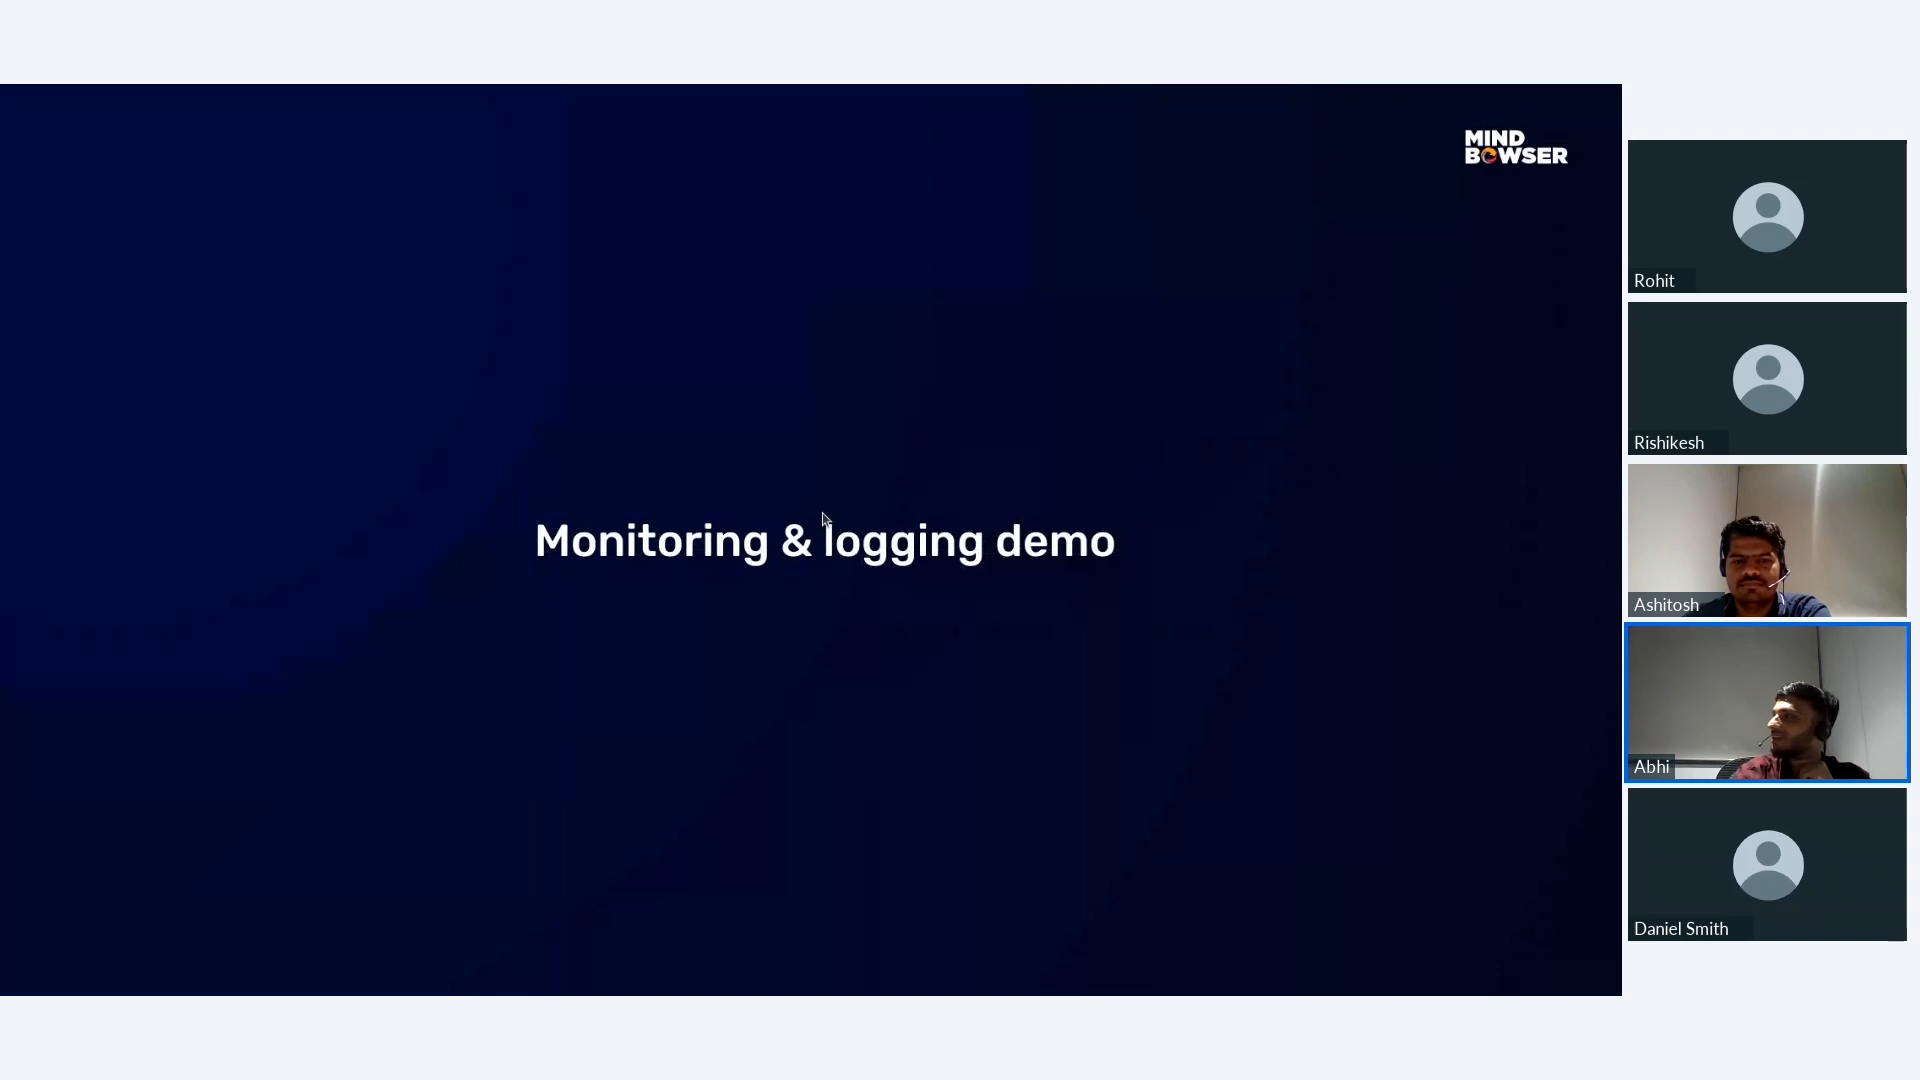 MIND
BOWSER
Monitoring & logging demo
Rohit
Rishikesh
Ashitosh
Abhi
Daniel Smith